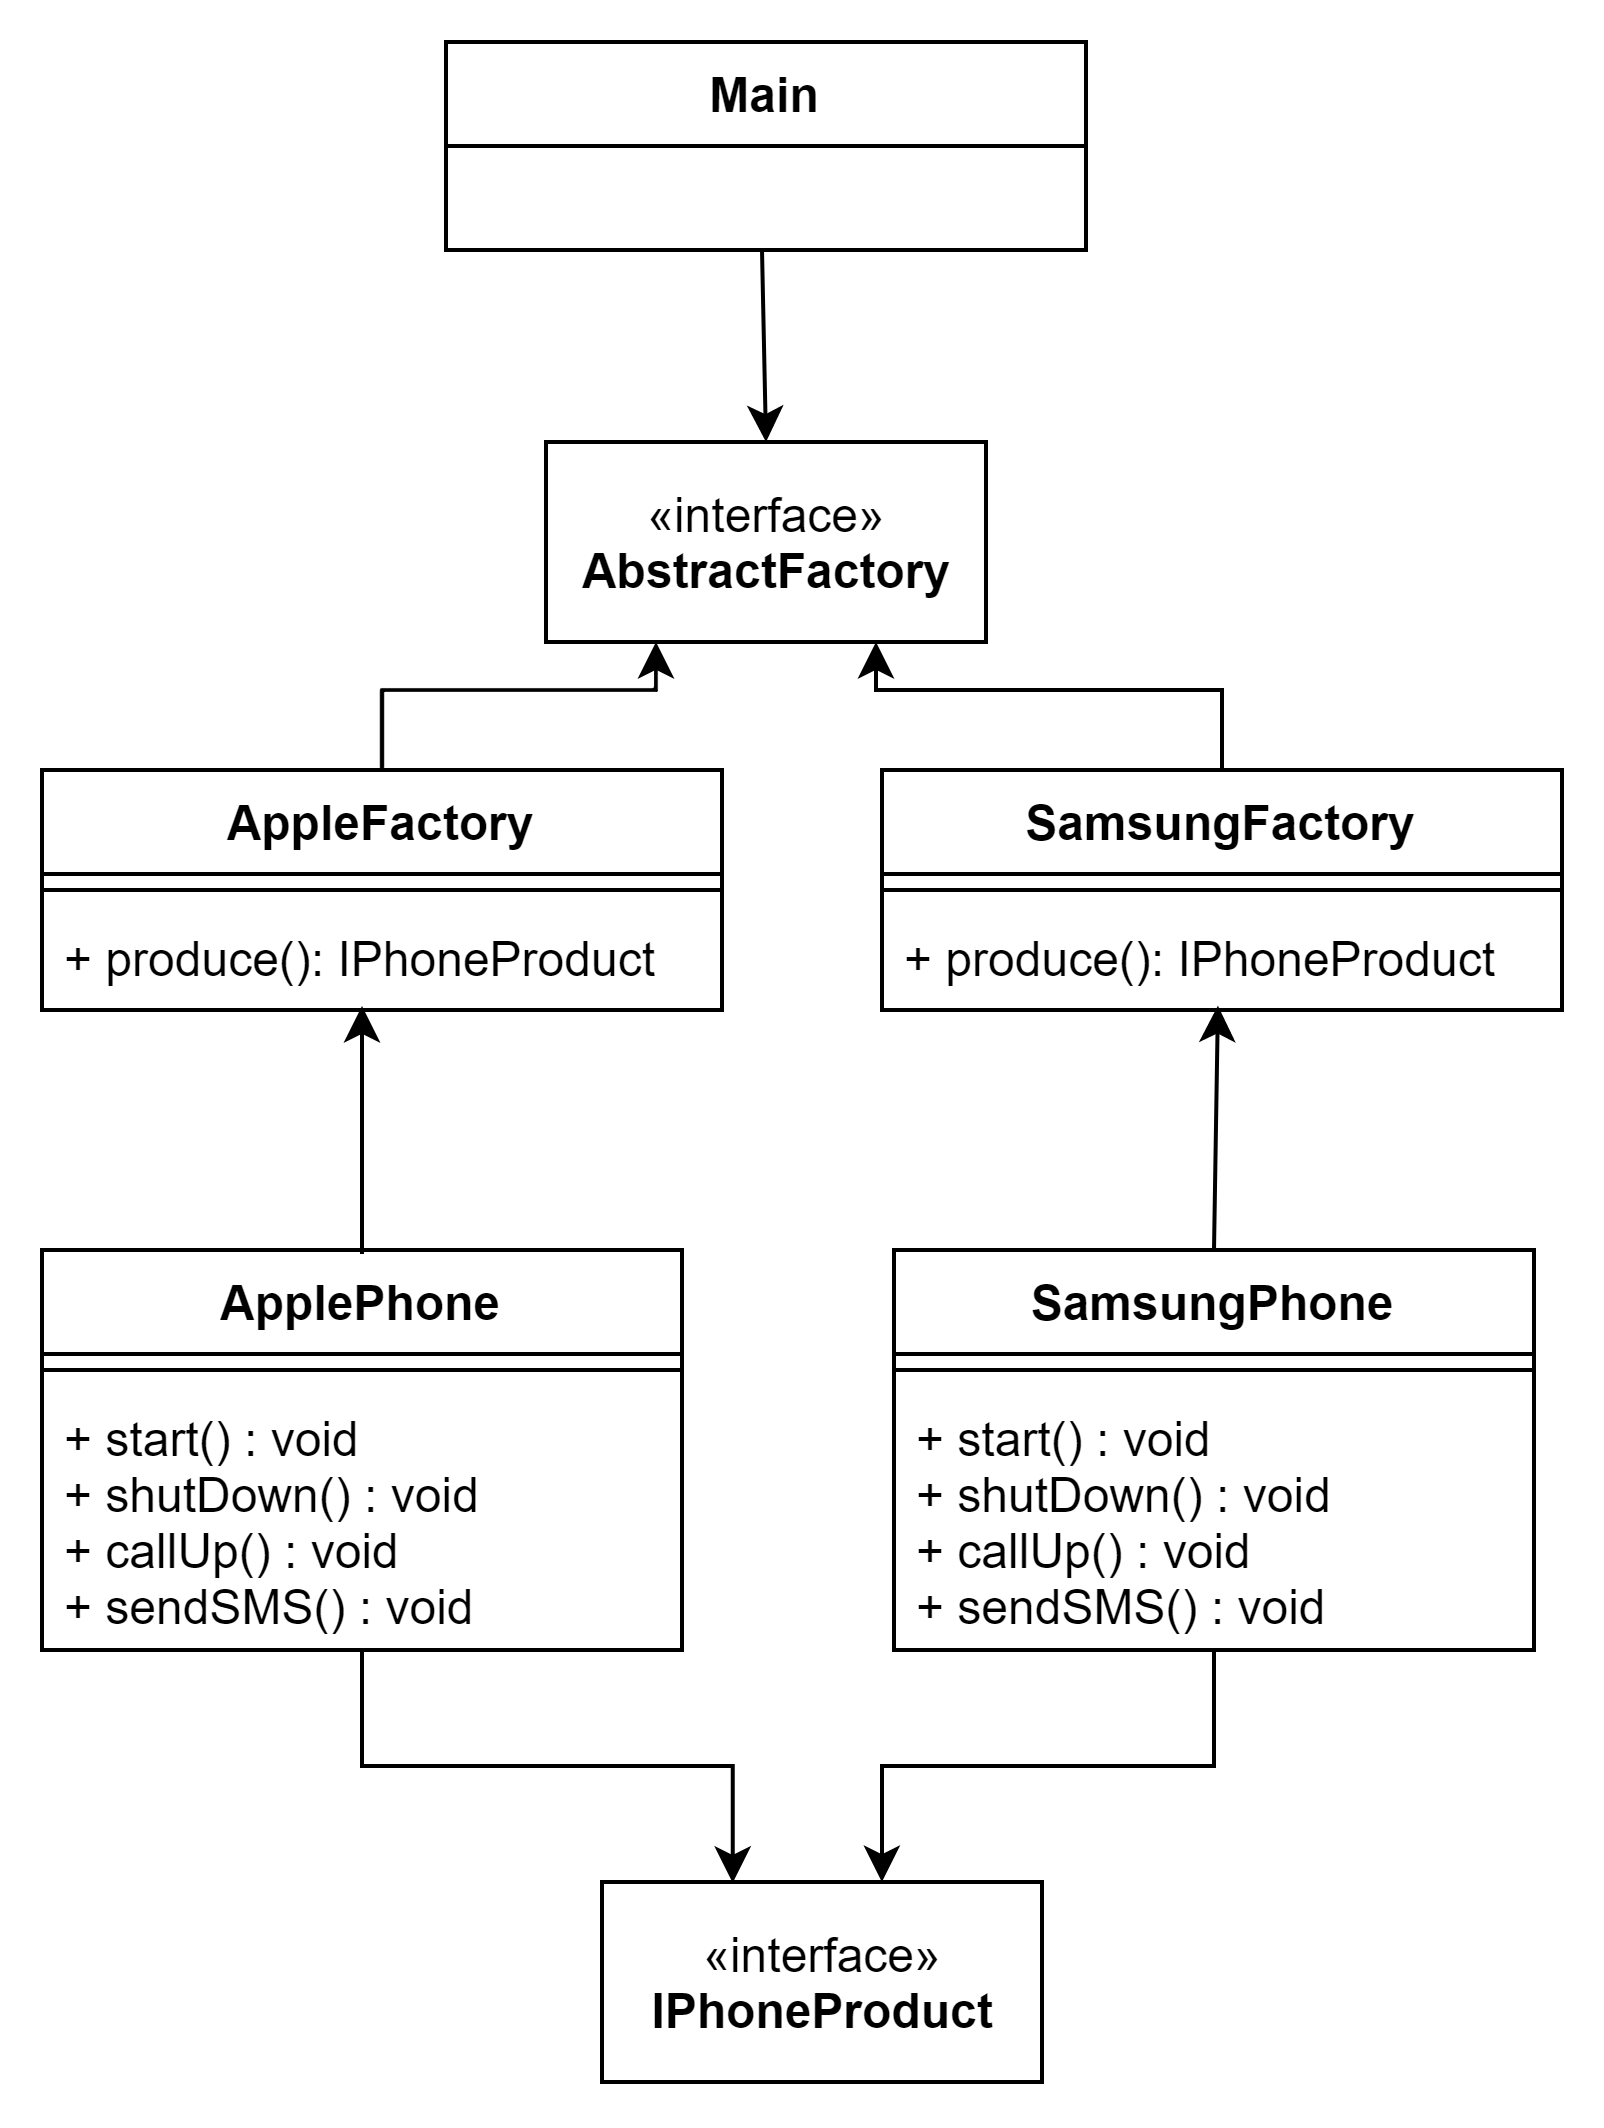 Main
«interface»
AbstractFactory
AppleFactory
+ produce(): IPhoneProduct
SamsungFactory
+ produce(): IPhoneProduct
ApplePhone
+ start() : void
+ shutDown() : void
+ callUp() : void
+ sendSMS() : void
SamsungPhone
+ start() : void
+ shutDown() : void
+ callUp() : void
+ sendSMS() : void
«interface»
IPhoneProduct